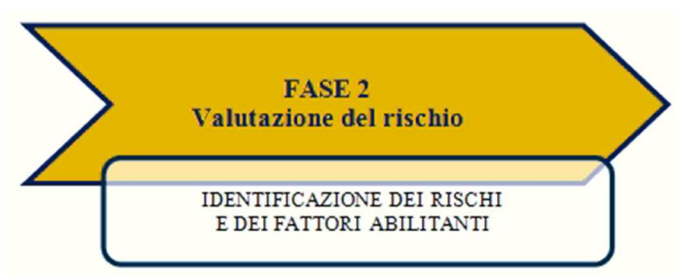 FASE 2
Valutazione del rischio
IDENTIFICAZIONE DEI RISCHI
E DEI FATTORI ABILITANTI